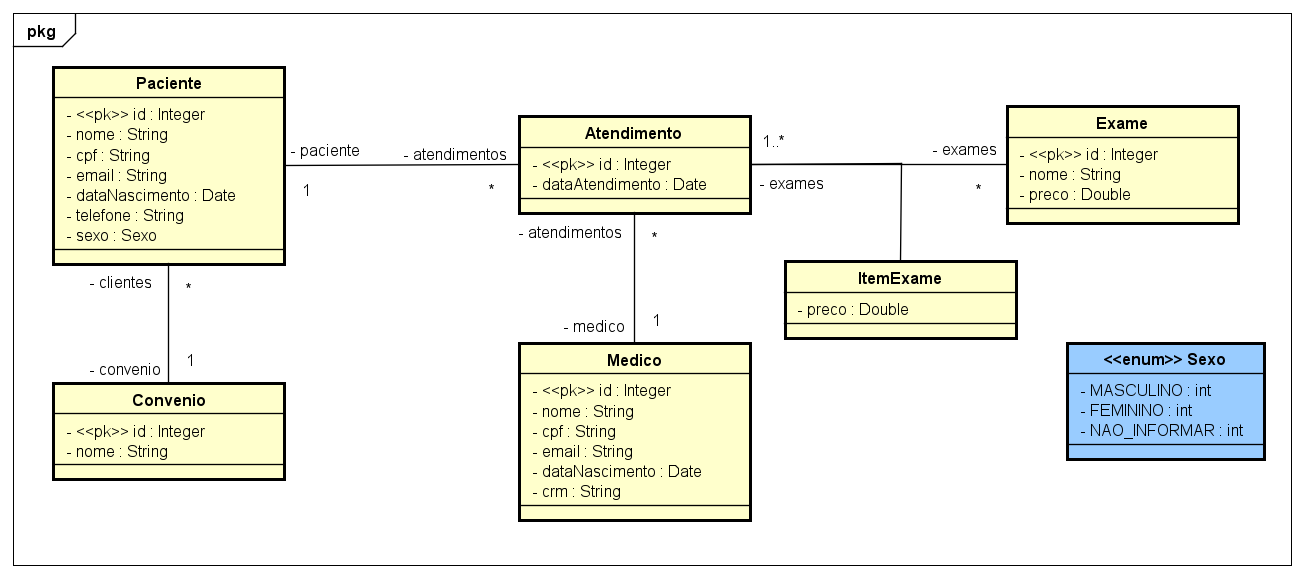 pkg
Paciente
- <<pk>> id : Integer
- nome : String
- cpf : String
- email : String
- dataNascimento : Date
- telefone : String
- sexo : Sexo
- paciente
1
- atendimentos
*
Atendimento
- <<pk>> id : Integer
- dataAtendimento : Date
1..*
- exames
- exames
*
Exame
- <<pk>> id : Integer
- nome : String
- preco : Double
- clientes
*
- convenio
1
Convenio
- <<pk>> id : Integer
- nome : String
- atendimentos
*
- medico
1
Medico
- <<pk>> id : Integer
- nome : String
- cpf : String
- email : String
- dataNascimento : Date
- crm : String
ItemExame
- preco : Double
<<enum>> Sexo
- MASCULINO : int
- FEMININO : int
- NAO_INFORMAR : int